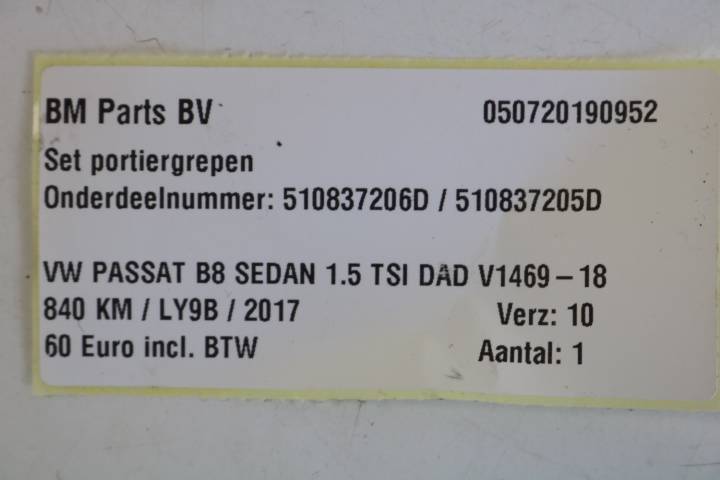 BM Parts BV 050720190952
Set portiergrepen
Onderdeelnummer: 510837206D / 510837205D
VW PASSAT B8 SEDAN 1.5 TSI DAD V1469-18
840 KM / LY9B / 2017 Verz: 10
60 Euro incl. BTW Aantal: 1